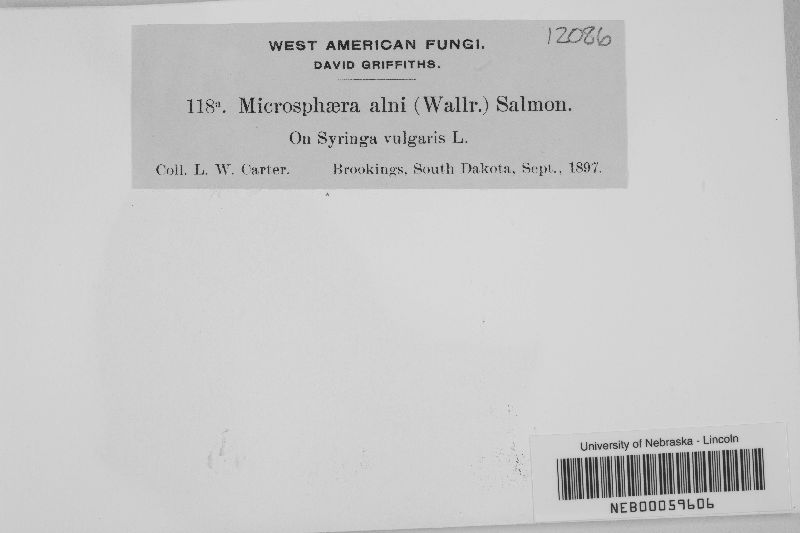 12086
WEST AMERICAN FUNGI.
DAVID GRIFFITHS.
118ª. Microsphæra alni (Wallr.) Salmon.
On Syringa vulgaris L.
Coll. L. W. Carter. Brookings, South Dakota, Sept., 1897.
University of Nebraska - Lincoln
NEB00059606